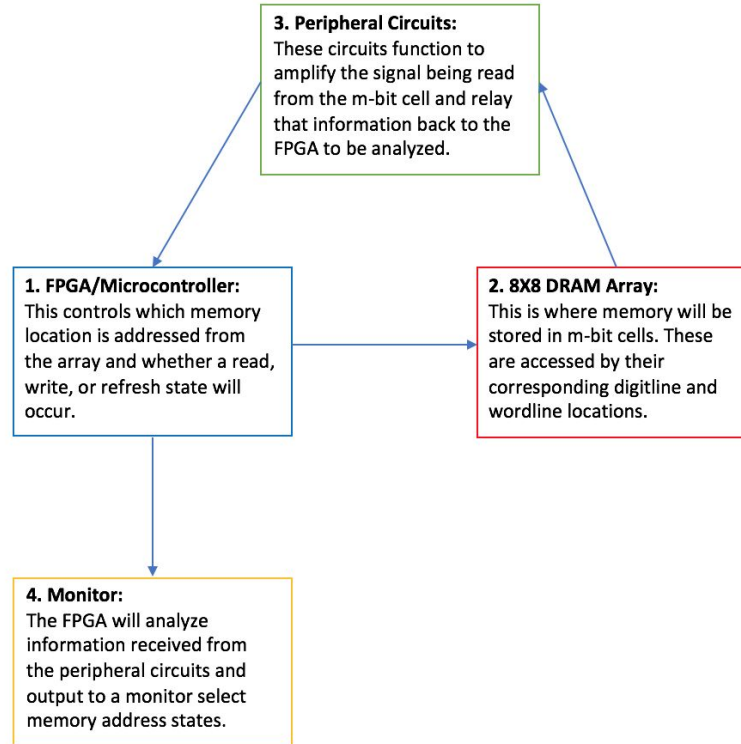 3. Peripheral Circuits:
These circuits function to
amplify the signal being read
from the m-bit cell and relay
that information back to the
FPGA to be analyzed.
1. FPGA/Microcontroller:
This controls which memory
location is addressed from
the array and whether a read,
write, or refresh state will
occur.
2. 8X8 DRAM Array:
This is where memory will be
stored in m-bit cells. These
are accessed by their
corresponding digitline and
wordline locations.
4. Monitor:
The FPGA will analyze
information received from
the peripheral circuits and
output to a monitor select
memory address states.